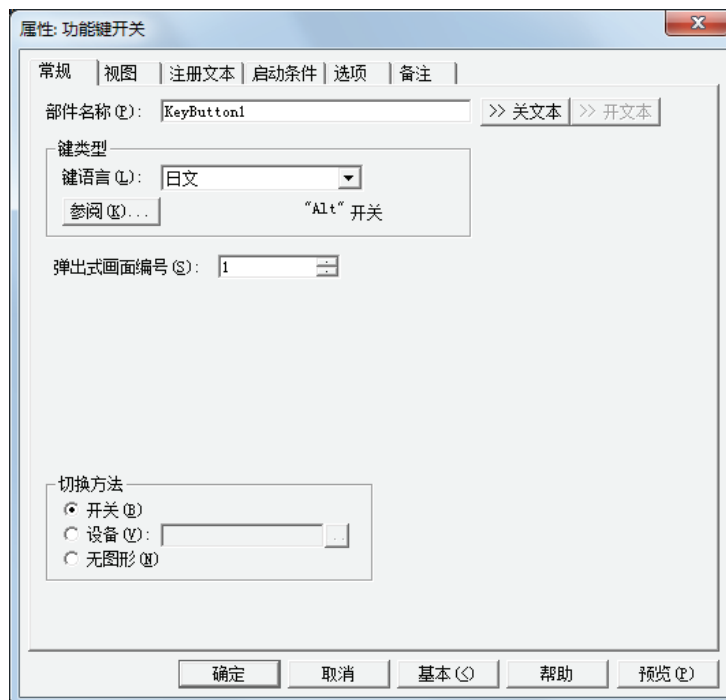 属性: 功能键开关
常规 视图 注册文本 启动条件 选项 备注
部件名称(P): KeyButton1 >> 关文本 >> 开文本
键类型
键语言(L): 日文
参阅(K)... "Alt" 开关
弹出式画面编号(S): 1
切换方法
开关(B)
设备(V): ..
无图形(N)
确定 取消 基本(<) 帮助 预览(P)